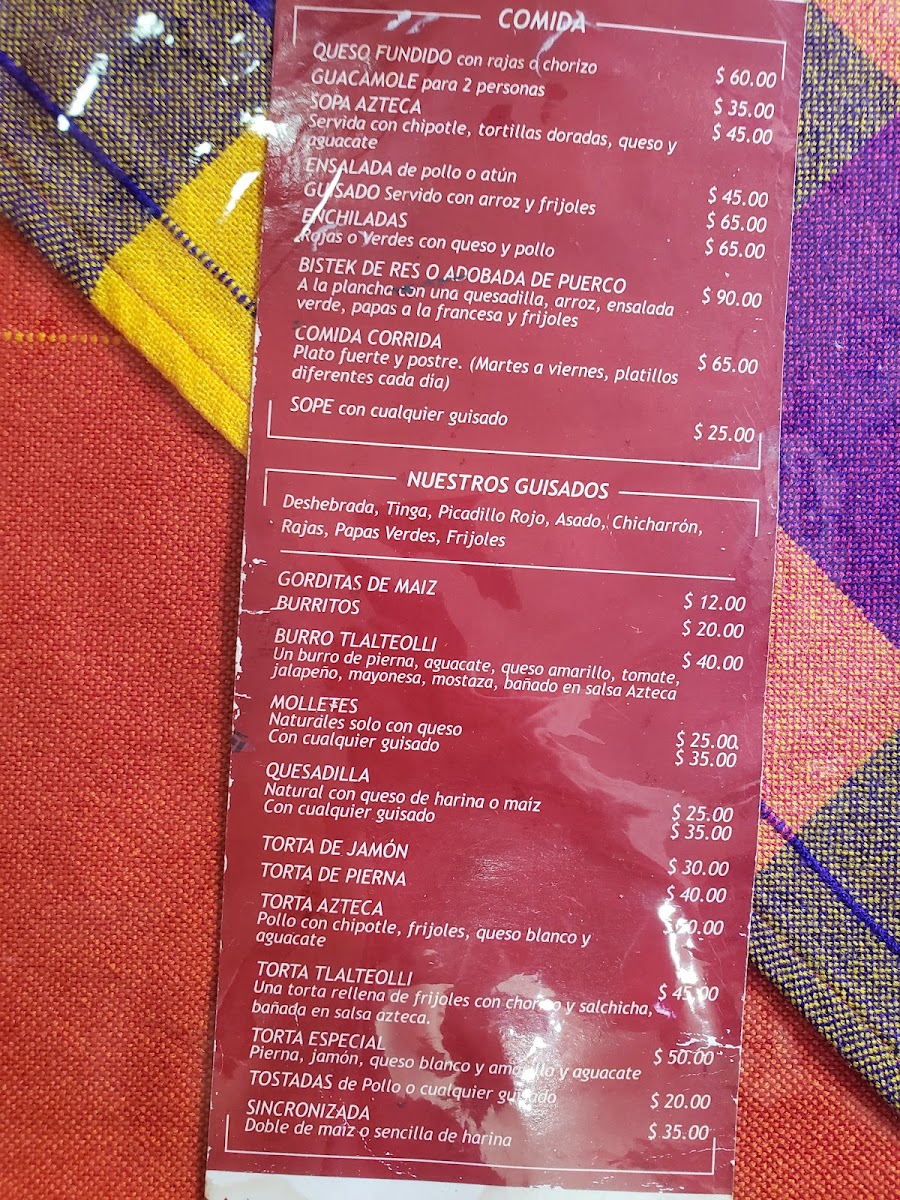 COMIDA
QUESO FUNDIDO con rajas o chorizo $ 60.00
GUACAMOLE para 2 personas $ 35.00
SOPA AZTECA $ 45.00
Servida con chipotle, tortillas doradas, queso y
aguacate
ENSALADA de pollo o atún $ 45.00
GUISADO Servido con arroz y frijoles $ 65.00
ENCHILADAS $ 65.00
Rojas o Verdes con queso y pollo
BISTEK DE RES O ADOBADA DE PUERCO $ 90.00
A la plancha con una quesadilla, arroz, ensalada
verde, papas a la francesa y frijoles
COMIDA CORRIDA $ 65.00
Plato fuerte y postre. (Martes a viernes, platillos
diferentes cada dia)
SOPE con cualquier guisado $ 25.00
NUESTROS GUISADOS
Deshebrada, Tinga, Picadillo Rojo, Asado, Chicharrón,
Rajas, Papas Verdes, Frijoles
GORDITAS DE MAIZ $ 12.00
BURRITOS $ 20.00
BURRO TLALTEOLLI $ 40.00
Un burro de pierna, aguacate, queso amarillo, tomate,
jalapeño, mayonesa, mostaza, bañado en salsa Azteca
MOLLETES
Naturales solo con queso $ 25.00
Con cualquier guisado $ 35.00
QUESADILLA
Natural con queso de harina o maíz $ 25.00
Con cualquier guisado $ 35.00
TORTA DE JAMÓN $ 30.00
TORTA DE PIERNA $ 40.00
TORTA AZTECA
Pollo con chipotle, frijoles, queso blanco y
aguacate
TORTA TLALTEOLLI $ 45.00
Una torta rellena de frijoles con chorizo y salchicha,
bañada en salsa azteca.
TORTA ESPECIAL $ 50.00
Pierna, jamón, queso blanco y amarillo y aguacate
TOSTADAS de Pollo o cualquier guisado $ 20.00
SINCRONIZADA $ 35.00
Doble de maiz o sencilla de harina